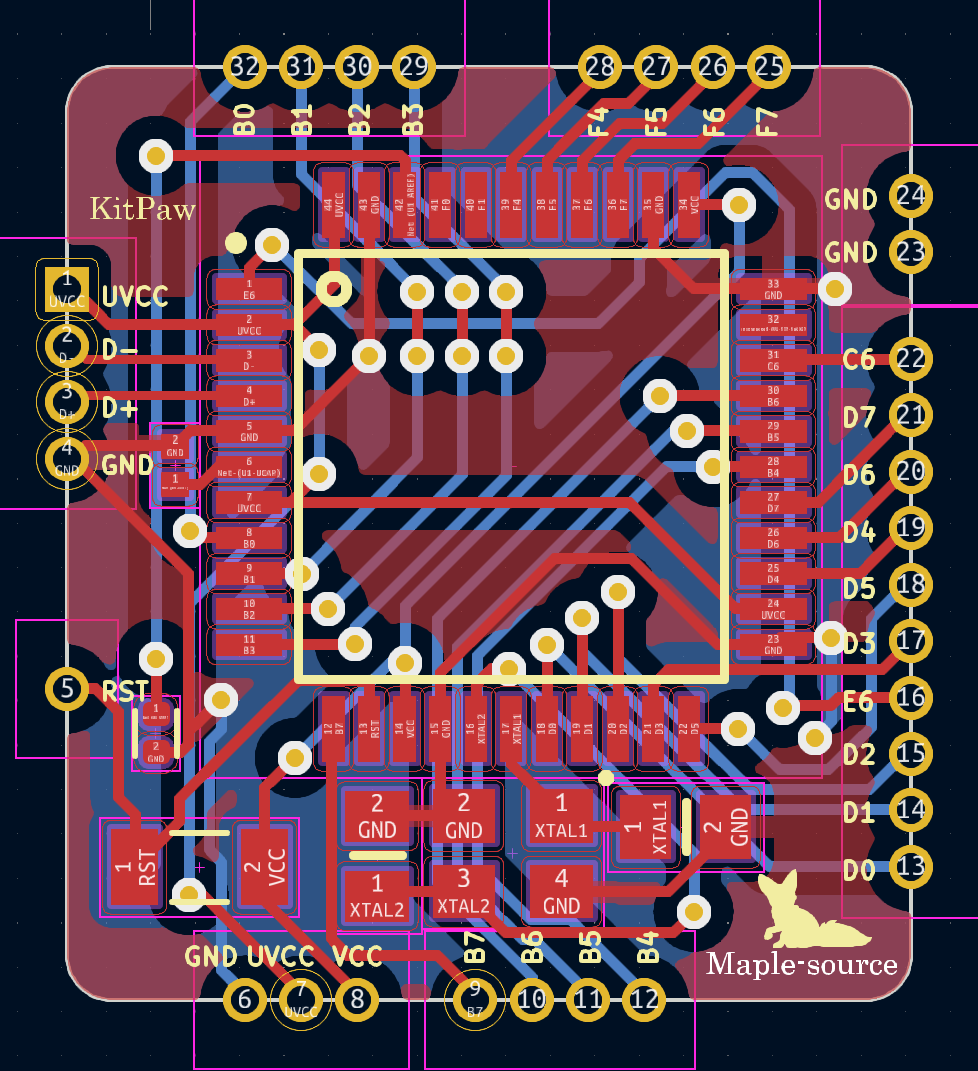 32 31 30 29 28 27 26 25
B0 B1 B2 B3 F4 F5 F6 F7
KitPaw
44 UVCC
43 GND
42 Net-(U1-AREF)
41 F0
40 F1
39 F4
38 F5
37 F6
36 F7
35 GND
34 VCC
GND 24
GND 23
1 UVCC UVCC
2 D- D-
3 D+ D+
4 GND GND
1 E6
2 UVCC
3 D-
4 D+
5 GND
6 Net-(U1-UCAP)
7 UVCC
8 B0
9 B1
10 B2
11 B3
2 GND
1
33 GND
32
31 C6
30 B6
29 B5
28 B4
27 D7
26 D6
25 D4
24 UVCC
23 GND
C6 22
D7 21
D6 20
D4 19
D5 18
D3 17
E6 16
D2 15
D1 14
D0 13
5 RST
1
2 GND
12 B7
13 RST
14 VCC
15 GND
16 XTAL2
17 XTAL1
18 D0
19 D1
20 D2
21 D3
22 D5
1 RST
2 VCC
2 GND
1 XTAL2
2 GND
3 XTAL2
1 XTAL1
4 GND
1 XTAL1
2 GND
GND UVCC VCC B7 B6 B5 B4
Maple-source
6 7 UVCC 8 9 B7 10 11 12